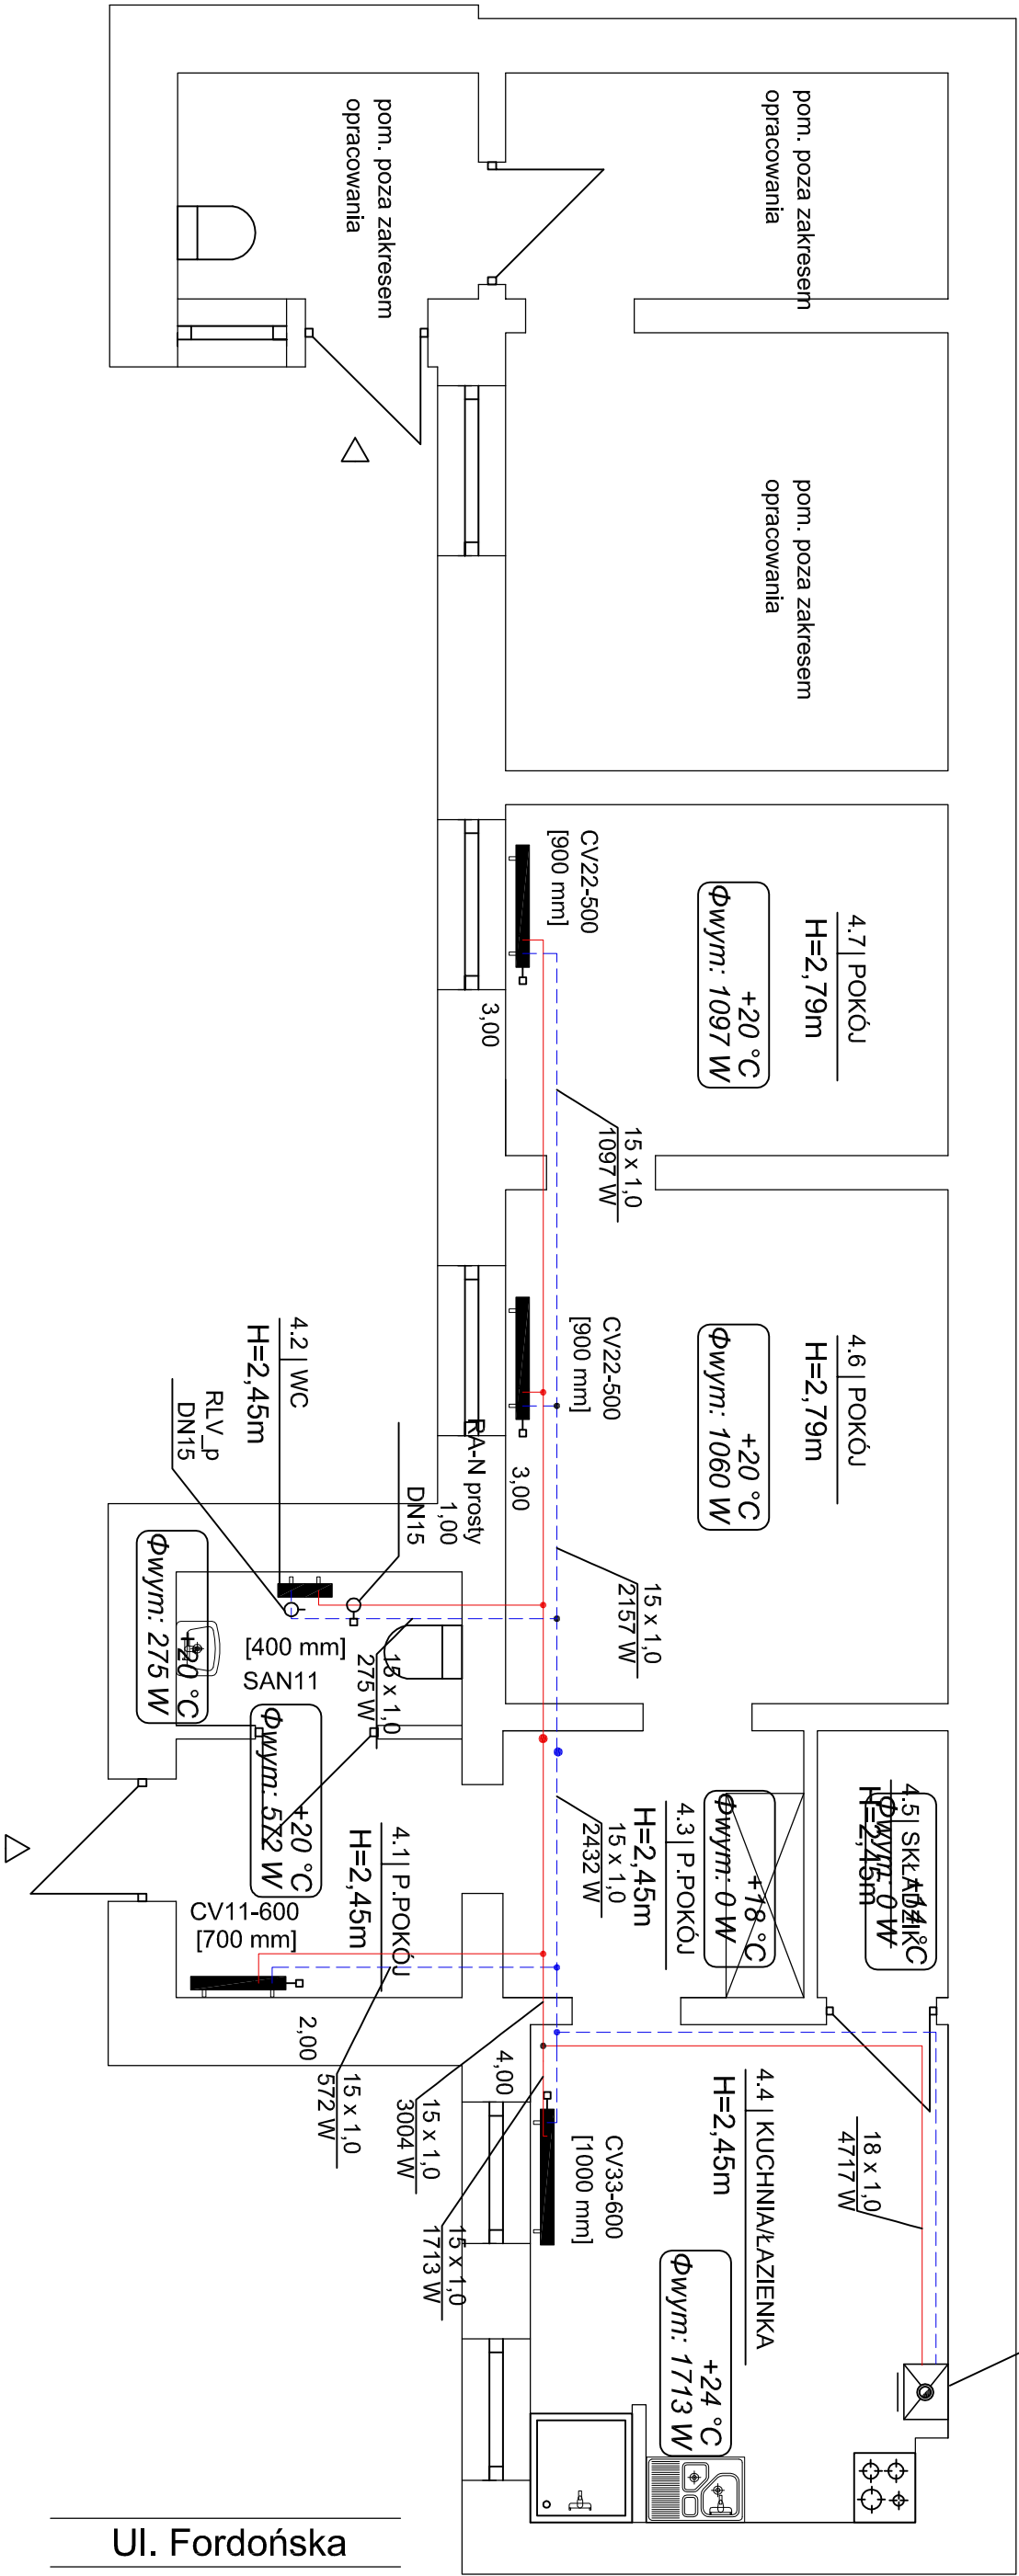 pom. poza zakresem
opracowania
pom. poza zakresem
opracowania
pom. poza zakresem
opracowania
4.7| POKÓJ
H=2,79m
+20 °C
Φwym: 1097 W
CV22-500
[900 mm]
3,00
15 x 1,0
1097 W
4.6 | POKÓJ
H=2,79m
+20 °C
Φwym: 1060 W
CV22-500
[900 mm]
3,00
15 x 1,0
2157 W
4.2 | WC
H=2,45m
RLV_p
DN15
RA-N prosty
1,00
DN15
+20 °C
Φwym: 275 W
[400 mm]
SAN11
15 x 1,0
275 W
+20 °C
Φwym: 572 W
4.1| P.POKÓJ
H=2,45m
CV11-600
[700 mm]
2,00
15 x 1,0
572 W
4.3 | P.POKÓJ
H=2,45m
15 x 1,0
2432 W
+18 °C
Φwym: 0 W
4.5| SKŁADZIK
H=2,45m
+14 °C
Φwym: 0 W
4,00
15 x 1,0
3004 W
15 x 1,0
1713 W
CV33-600
[1000 mm]
4.4 | KUCHNIA/ŁAZIENKA
H=2,45m
18 x 1,0
4717 W
+24 °C
Φwym: 1713 W
Ul. Fordońska